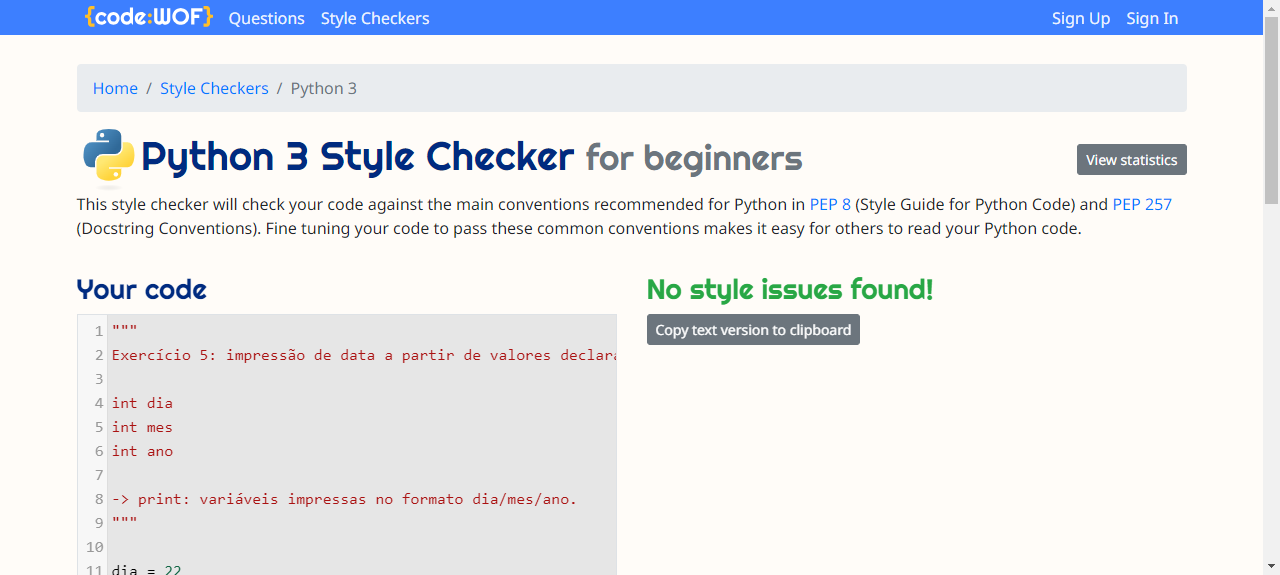 {code:WOF} Questions Style Checkers Sign Up Sign In
Home / Style Checkers / Python 3
Python 3 Style Checker for beginners
View statistics
This style checker will check your code against the main conventions recommended for Python in PEP 8 (Style Guide for Python Code) and PEP 257
(Docstring Conventions). Fine tuning your code to pass these common conventions makes it easy for others to read your Python code.
Your code
1 """
2 Exercício 5: impressão de data a partir de valores declara
3
4 int dia
5 int mes
6 int ano
7
8 -> print: variáveis impressas no formato dia/mes/ano.
9 """
10
11 dia = 22
No style issues found!
Copy text version to clipboard